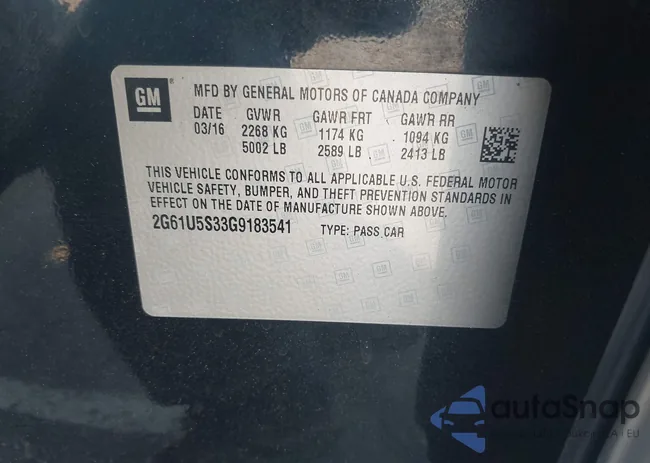 GM
MFD BY GENERAL MOTORS OF CANADA COMPANY
DATE GVWR GAWR FRT GAWR RR
03/16 2268 KG 1174 KG 1094 KG
5002 LB 2589 LB 2413 LB
THIS VEHICLE CONFORMS TO ALL APPLICABLE U.S. FEDERAL MOTOR
VEHICLE SAFETY, BUMPER, AND THEFT PREVENTION STANDARDS IN
EFFECT ON THE DATE OF MANUFACTURE SHOWN ABOVE.
2G61U5S33G9183541 TYPE: PASS CAR
autoSnap